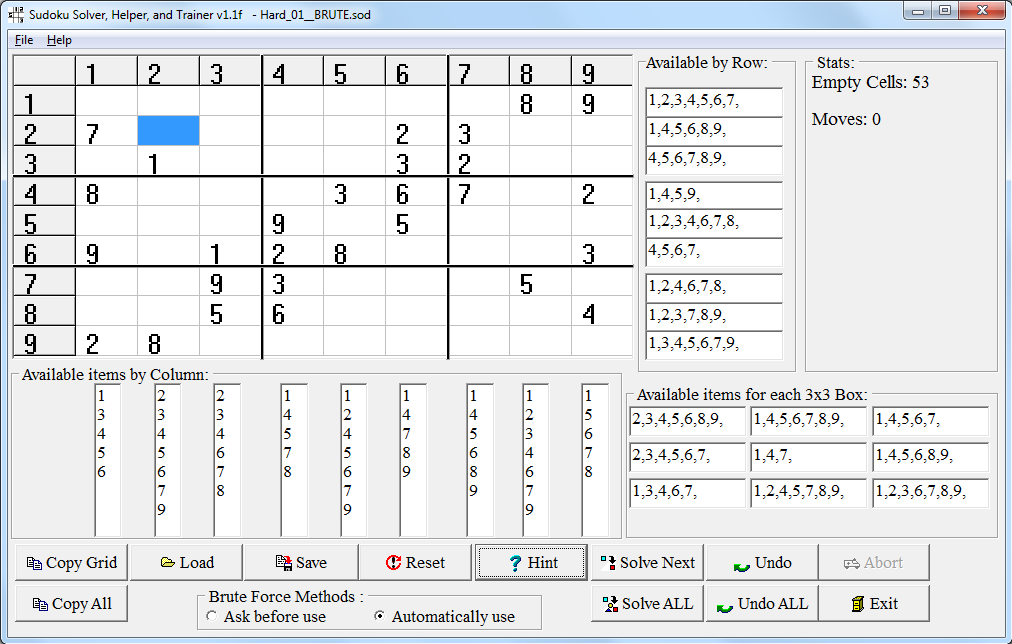 Sudoku Solver, Helper, and Trainer v1.1f - Hard_01__BRUTE.sod
File Help
1 2 3 4 5 6 7 8 9
1 8 9
2 7 2 3
3 1 3 2
4 8 3 6 7 2
5 9 5
6 9 1 2 8 3
7 9 3 5
8 5 6 4
9 2 8
Available by Row:
1,2,3,4,5,6,7,
1,4,5,6,8,9,
4,5,6,7,8,9,
1,4,5,9,
1,2,3,4,6,7,8,
4,5,6,7,
1,2,4,6,7,8,
1,2,3,7,8,9,
1,3,4,5,6,7,9,
Stats:
Empty Cells: 53
Moves: 0
Available items by Column:
1 2 2 1 1 1 1 1 1
3 3 3 4 2 4 4 2 5
4 4 4 5 4 7 5 3 6
5 5 6 7 5 8 6 4 7
6 6 7 8 6 9 8 6 8
7 8 7 9 7
9 9 9
Available items for each 3x3 Box:
2,3,4,5,6,8,9, 1,4,5,6,7,8,9, 1,4,5,6,7,
2,3,4,5,6,7, 1,4,7, 1,4,5,6,8,9,
1,3,4,6,7, 1,2,4,5,7,8,9, 1,2,3,6,7,8,9,
Copy Grid Load Save Reset ? Hint Solve Next Undo Abort
Copy All
Brute Force Methods :
Ask before use Automatically use
Solve ALL Undo ALL Exit